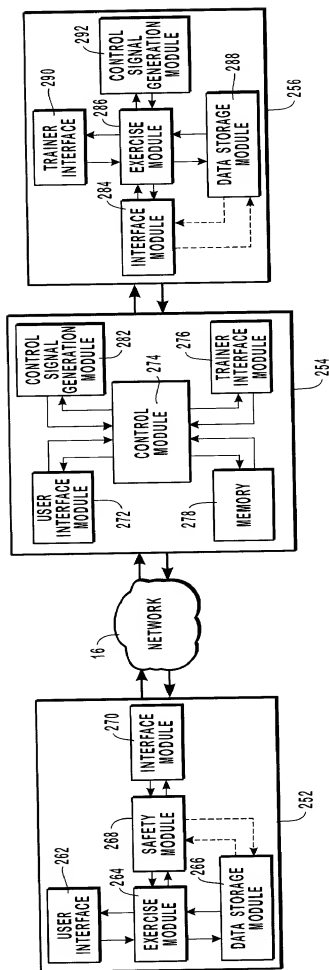 262
USER
INTERFACE
264
EXERCISE
MODULE
266
DATA STORAGE
MODULE
268
SAFETY
MODULE
270
INTERFACE
MODULE
252
16
NETWORK
USER
INTERFACE
MODULE
272
CONTROL
SIGNAL
GENERATION
MODULE
282
CONTROL
MODULE
274
278
MEMORY
276
TRAINER
INTERFACE
MODULE
254
290
TRAINER
INTERFACE
284
INTERFACE
MODULE
286
EXERCISE
MODULE
292
CONTROL
SIGNAL
GENERATION
MODULE
288
DATA STORAGE
MODULE
256